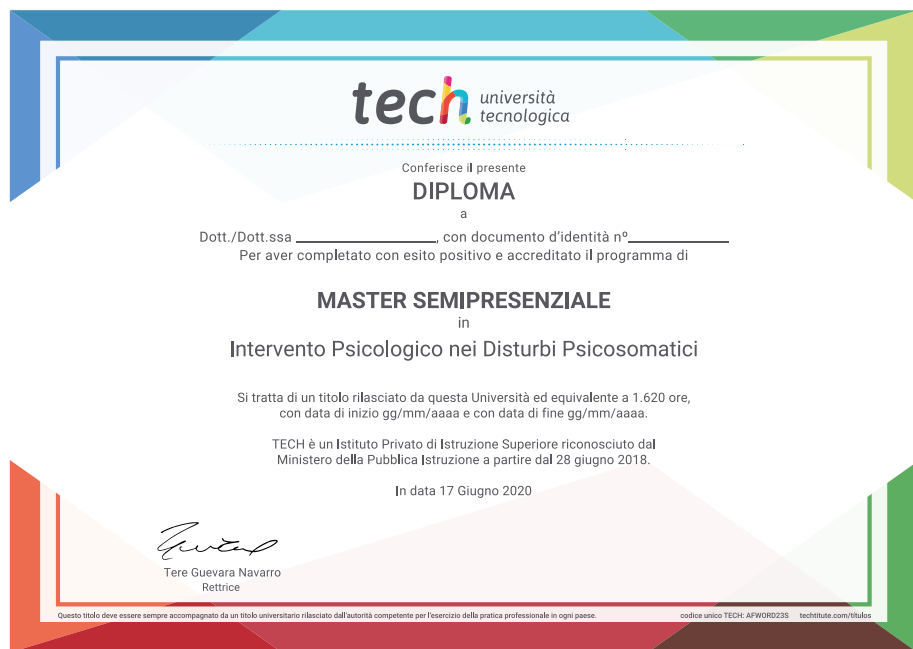 tech università
tecnologica
Conferisce il presente
DIPLOMA
a
Dott./Dott.ssa ________________, con documento d'identità nº____________
Per aver completato con esito positivo e accreditato il programma di
MASTER SEMIPRESENZIALE
in
Intervento Psicologico nei Disturbi Psicosomatici
Si tratta di un titolo rilasciato da questa Università ed equivalente a 1.620 ore,
con data di inizio gg/mm/aaaa e con data di fine gg/mm/aaaa.
TECH è un Istituto Privato di Istruzione Superiore riconosciuto dal
Ministero della Pubblica Istruzione a partire dal 28 giugno 2018.
In data 17 Giugno 2020
Tere Guevara Navarro
Rettrice
Questo titolo deve essere sempre accompagnato da un titolo universitario rilasciato dall'autorità competente per l'esercizio della pratica professionale in ogni paese. codice unico TECH: AFWORD23S techtitute.com/titulos